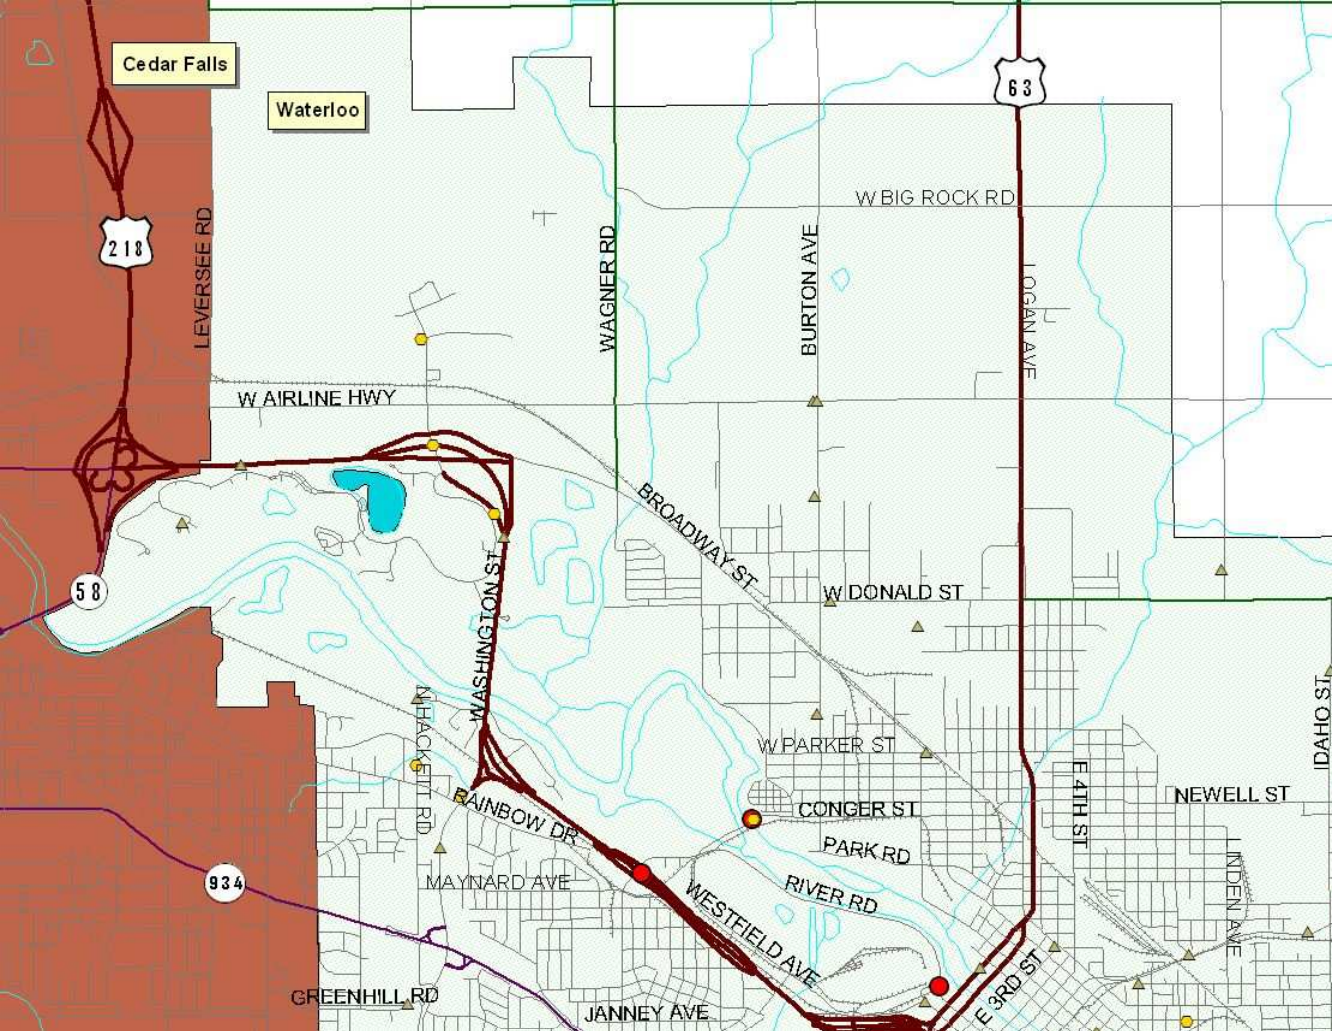 Cedar Falls
Waterloo
63
W BIG ROCK RD
218
LEVERSEE RD
WAGNER RD
BURTON AVE
LOGAN AVE
W AIRLINE HWY
BROADWAY ST
58
W DONALD ST
WASHINGTON ST
N HACKETT RD
IDAHO ST
W PARKER ST
E 4TH ST
NEWELL ST
RAINBOW DR
CONGER ST
PARK RD
LINDEN AVE
934
MAYNARD AVE
RIVER RD
WESTFIELD AVE
GREENHILL RD
JANNEY AVE
E 3RD ST